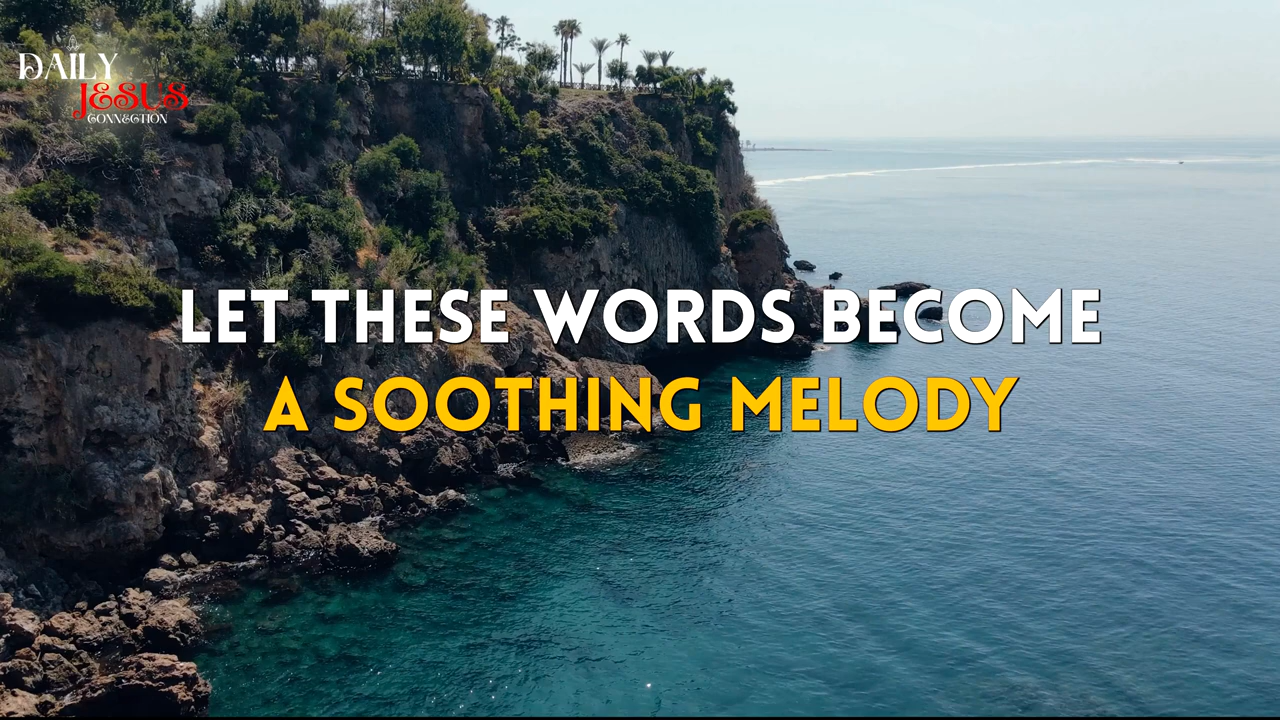 DAILY
JESUS
CONNECTION
LET THESE WORDS BECOME
A SOOTHING MELODY